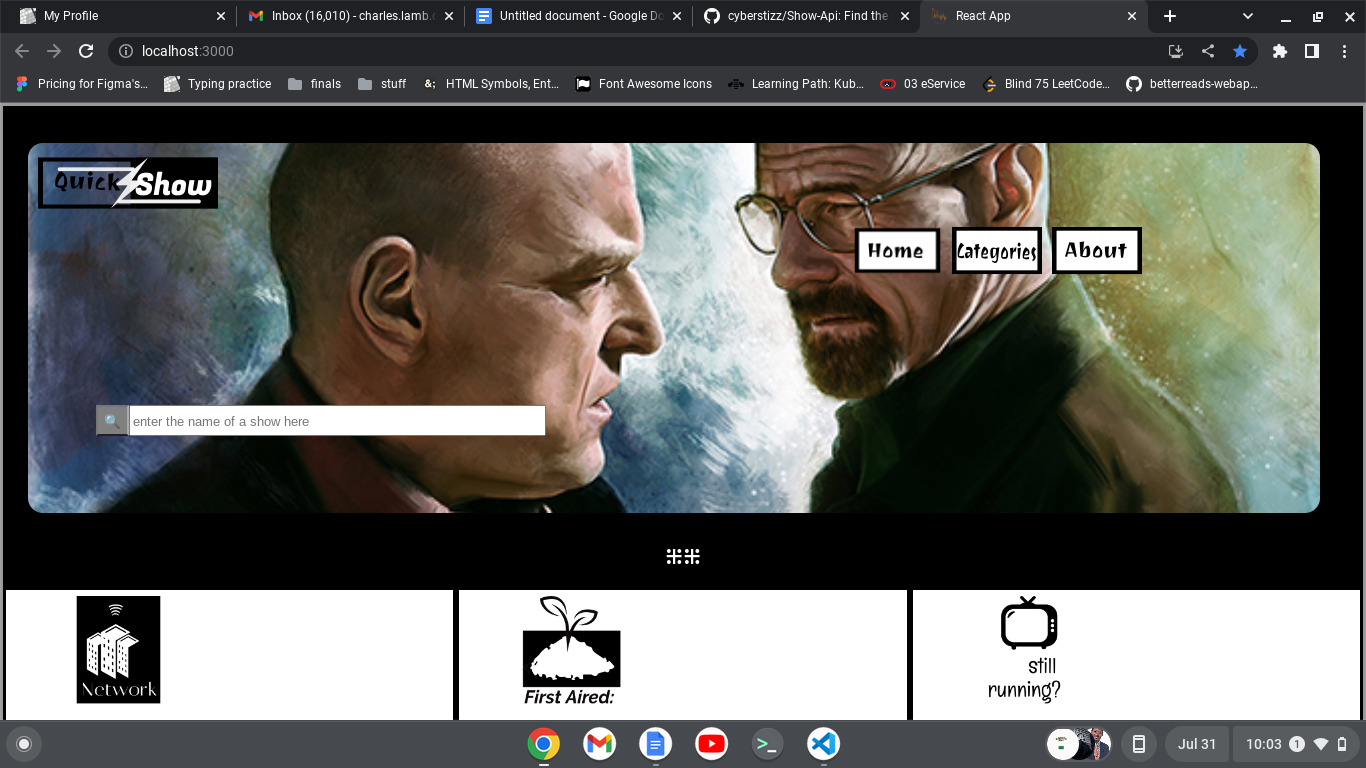 My Profile
Inbox (16,010) - charles.lamb.c
Untitled document - Google Do
cyberstizz/Show-Api: Find the
React App
localhost:3000
Pricing for Figma's...
Typing practice
finals
stuff
&;
HTML Symbols, Ent...
Font Awesome Icons
Learning Path: Kub...
03 eService
Blind 75 LeetCode...
betterreads-webap...
Quick Show
Home
Categories
About
enter the name of a show here
Network
First Aired:
still
running?
Jul 31
10:03
1